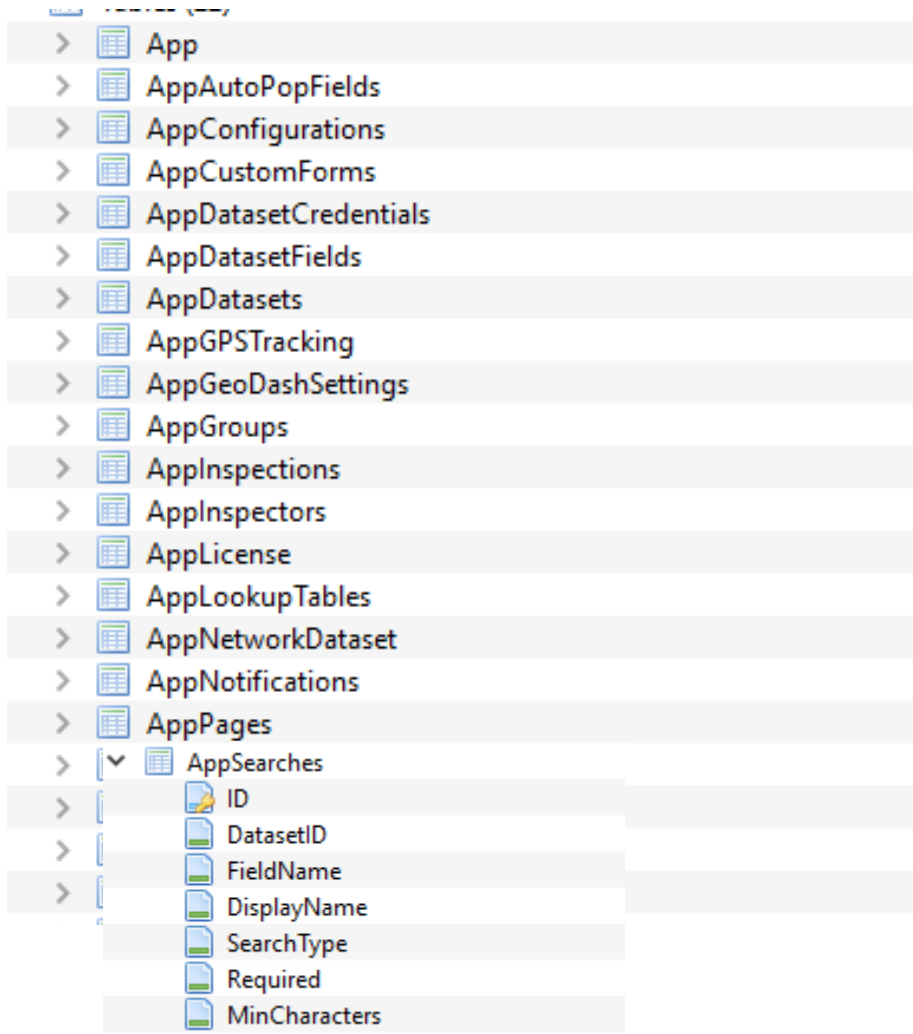 App
AppAutoPopFields
AppConfigurations
AppCustomForms
AppDatasetCredentials
AppDatasetFields
AppDatasets
AppGPSTracking
AppGeoDashSettings
AppGroups
AppInspections
AppInspectors
AppLicense
AppLookupTables
AppNetworkDataset
AppNotifications
AppPages
AppSearches
ID
DatasetID
FieldName
DisplayName
SearchType
Required
MinCharacters